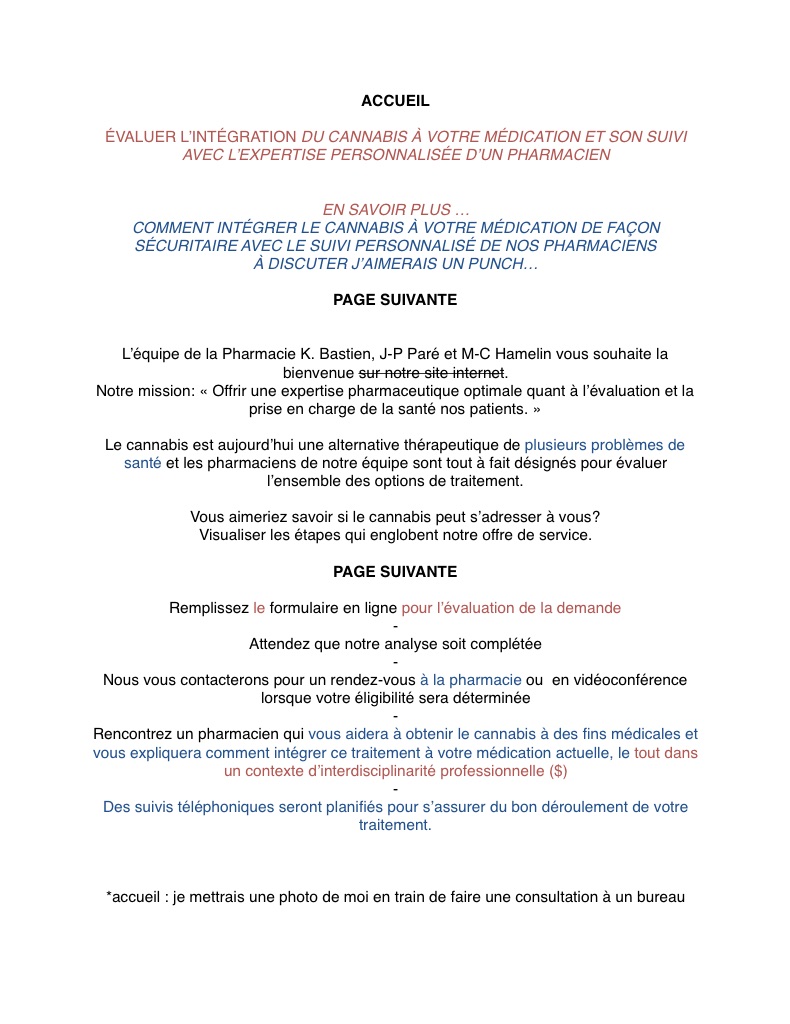 ACCUEIL
ÉVALUER L’INTÉGRATION DU CANNABIS À VOTRE MÉDICATION ET SON SUIVI
AVEC L’EXPERTISE PERSONNALISÉE D’UN PHARMACIEN
EN SAVOIR PLUS …
COMMENT INTÉGRER LE CANNABIS À VOTRE MÉDICATION DE FAÇON
SÉCURITAIRE AVEC LE SUIVI PERSONNALISÉ DE NOS PHARMACIENS
À DISCUTER J’AIMERAIS UN PUNCH…
PAGE SUIVANTE
L’équipe de la Pharmacie K. Bastien, J-P Paré et M-C Hamelin vous souhaite la
bienvenue sur notre site internet.
Notre mission: « Offrir une expertise pharmaceutique optimale quant à l’évaluation et la
prise en charge de la santé nos patients. »
Le cannabis est aujourd’hui une alternative thérapeutique de plusieurs problèmes de
santé et les pharmaciens de notre équipe sont tout à fait désignés pour évaluer
l’ensemble des options de traitement.
Vous aimeriez savoir si le cannabis peut s’adresser à vous?
Visualiser les étapes qui englobent notre offre de service.
PAGE SUIVANTE
Remplissez le formulaire en ligne pour l’évaluation de la demande
-
Attendez que notre analyse soit complétée
-
Nous vous contacterons pour un rendez-vous à la pharmacie ou  en vidéoconférence
lorsque votre éligibilité sera déterminée
-
Rencontrez un pharmacien qui vous aidera à obtenir le cannabis à des fins médicales et
vous expliquera comment intégrer ce traitement à votre médication actuelle, le tout dans
un contexte d’interdisciplinarité professionnelle ($)
-
Des suivis téléphoniques seront planifiés pour s’assurer du bon déroulement de votre
traitement.
*accueil : je mettrais une photo de moi en train de faire une consultation à un bureau